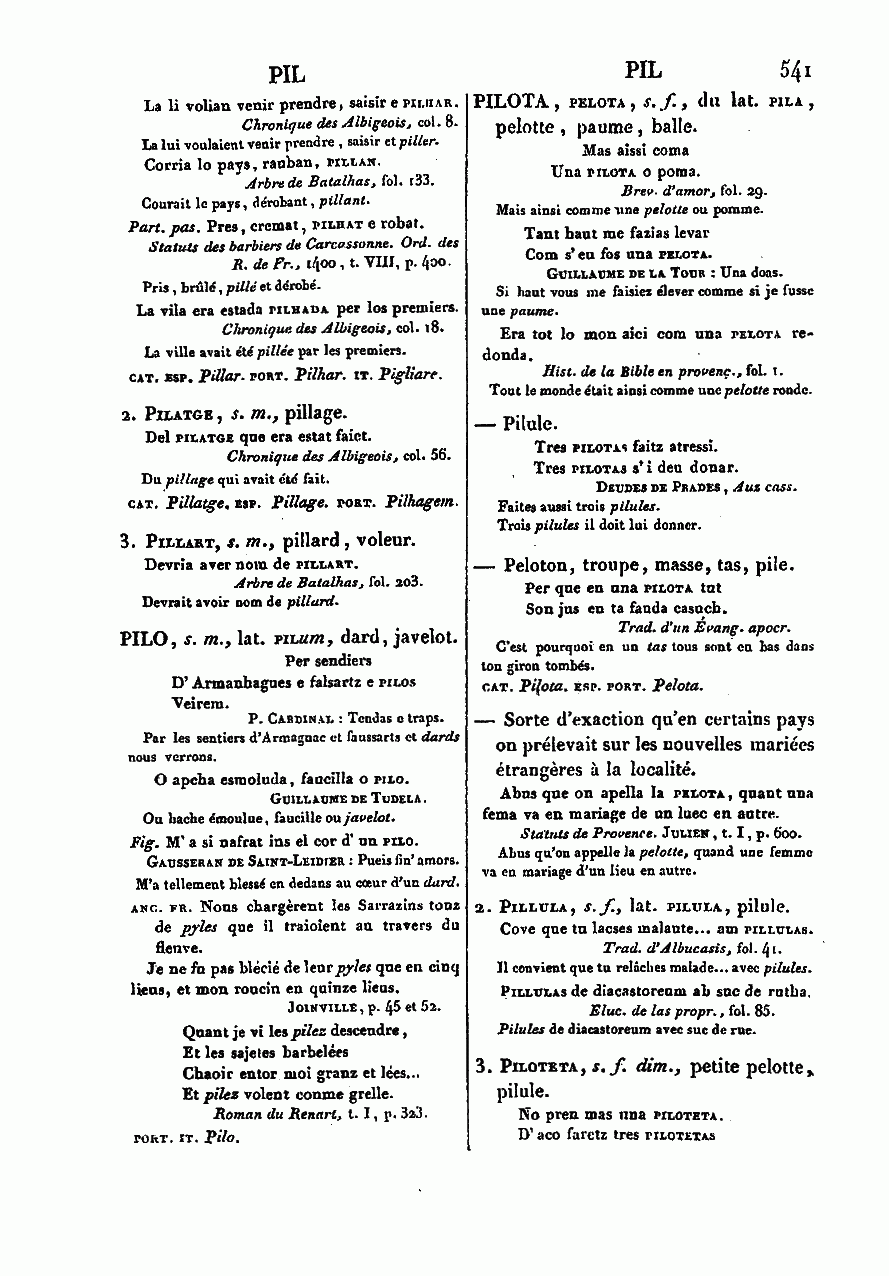 PIL
La li volian venir prendre, saisir e PILHAR.
Chronique des Albigeois, col. 8.
La lui voulaient venir prendre, saisir et piller.
Corria lo pays, rauban, PILLAN.
Arbre de Batalhas, fol. 133.
Courait le pays, dérobant, pillant.
Part. pas. Pres, cremat, PILHAT e robat.
Statuts des barbiers de Carcassonne. Ord. des
R. de Fr., 1400, t. VIII, p. 400.
Pris, brûlé, pillé et dérobé.
La vila era estada PILHADA per los premiers.
Chronique des Albigeois, col. 18.
La ville avait été pillée par les premiers.
CAT. ESP. Pillar. PORT. Pilhar. IT. Pigliare.
2. PILATGE, s. m., pillage.
Del PILATGE que era estat faict.
Chronique des Albigeois, col. 56.
Du pillage qui avait été fait.
CAT. Pillatge. ESP. Pillage. PORT. Pilhagem.
3. PILLART, s. m., pillard, voleur.
Devria aver nom de PILLART.
Arbre de Batalhas, fol. 203.
Devrait avoir nom de pillard.
PILO, s. m., lat. PILUM, dard, javelot.
Per sendiers
D'Armanhagues e falsartz e PILOS
Veirem.
P. CARDINAL : Tendas e traps.
Par les sentiers d'Armagnac et faussarts et dards
nous verrons.
O apcha esmoluda, faucilla o PILO.
GUILLAUME DE TUDELA.
Ou hache émoulue, faucille ou javelot.
Fig. M'a si nafrat ins el cor d'un PILO.
GAUSSERAN DE SAINT-LEIDIER : Pueis fin'amors.
M'a tellement blessé en dedans au cœur d'un dard.
ANC. FR. Nous chargèrent les Sarrazins touz
de pyles que il traioient au travers du
fleuve.
Je ne fu pas blécié de leur pyles que en cinq
lieus, et mon roucin en quinze lieus.
JOINVILLE, p. 45 et 52.
Quant je vi les pilez descendre,
Et les sajetes barbelées
Chaoir entor moi granz et lées...
Et pilez volent conme grelle.
Roman du Renart, t. I, p. 323.
PORT. IT. Pilo.
PIL 541
PILOTA, PELOTA, s. f., du lat. PILA,
pelotte, paume, balle.
Mas aissi coma
Una PILOTA o poma.
Brev. d'amor, fol. 29.
Mais ainsi comme une pelotte ou pomme.
Tant haut me fazias levar
Com s'eu fos una PELOTA.
GUILLAUME DE LA TOUR : Una doas.
Si haut vous me faisiez élever comme si je fusse
une paume.
Era tot lo mon aici com una PELOTA re-
donda.
Hist. de la Bible en provenç., fol. 1.
Tout le monde était ainsi comme une pelotte ronde.
— Pilule.
Tres PILOTAS faitz atressi.
Tres PILOTAS s'i deu donar.
DEUDES DE PRADES, Auz cass.
Faites aussi trois pilules.
Trois pilules il doit lui donner.
— Peloton, troupe, masse, tas, pile.
Per que en una PILOTA tut
Son jus en ta fauda casuch.
Trad. d'un Évang. apocr.
C'est pourquoi en un tas tous sont en bas dans
ton giron tombés.
CAT. Pilota. ESP. PORT. Pelota.
— Sorte d'exaction qu'en certains pays
on prélevait sur les nouvelles mariées
étrangères à la localité.
Abus que on apella la PELOTA, quant una
fema va en mariage de un luec en autre.
Statuts de Provence. JULIEN, t. I, p. 600.
Abus qu'on appelle la pelotte, quand une femme
va en mariage d'un lieu en autre.
2. PILLULA, s. f., lat. PILULA, pilule.
Cove que tu lacses malaute... am PILLULAS.
Trad. d'Albucasis, fol. 41.
Il convient que tu relâches malade... avec pilules.
PILLULAS de diacastoreum ab suc de rutha.
Eluc. de las propr., fol. 85.
Pilules de diacastoreum avec suc de rue.
3. PILOTETA, s. f. dim., petite pelotte,
pilule.
No pren mas una PILOTETA.
D'aco faretz tres PILOTETAS